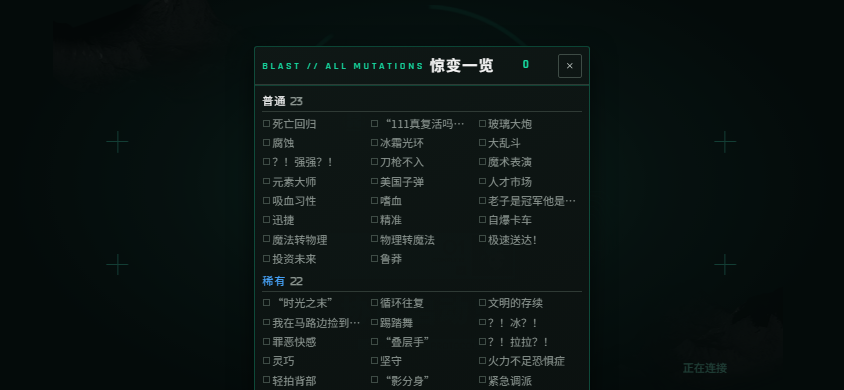 BLAST // ALL MUTATIONS 惊变一览 0 ×
普通 23
死亡回归 “111真复活吗… 玻璃大炮
腐蚀 冰霜光环 大乱斗
？！强强？！ 刀枪不入 魔术表演
元素大师 美国子弹 人才市场
吸血习性 嗜血 老子是冠军他是…
迅捷 精准 自爆卡车
魔法转物理 物理转魔法 极速送达！
投资未来 鲁莽
稀有 22
“时光之末” 循环往复 文明的存续
我在马路边捡到… 踢踏舞 ？！冰？！
罪恶快感 “叠层手” ？！拉拉？！
灵巧 坚守 火力不足恐惧症
正在连接
轻拍背部 “影分身” 紧急调派